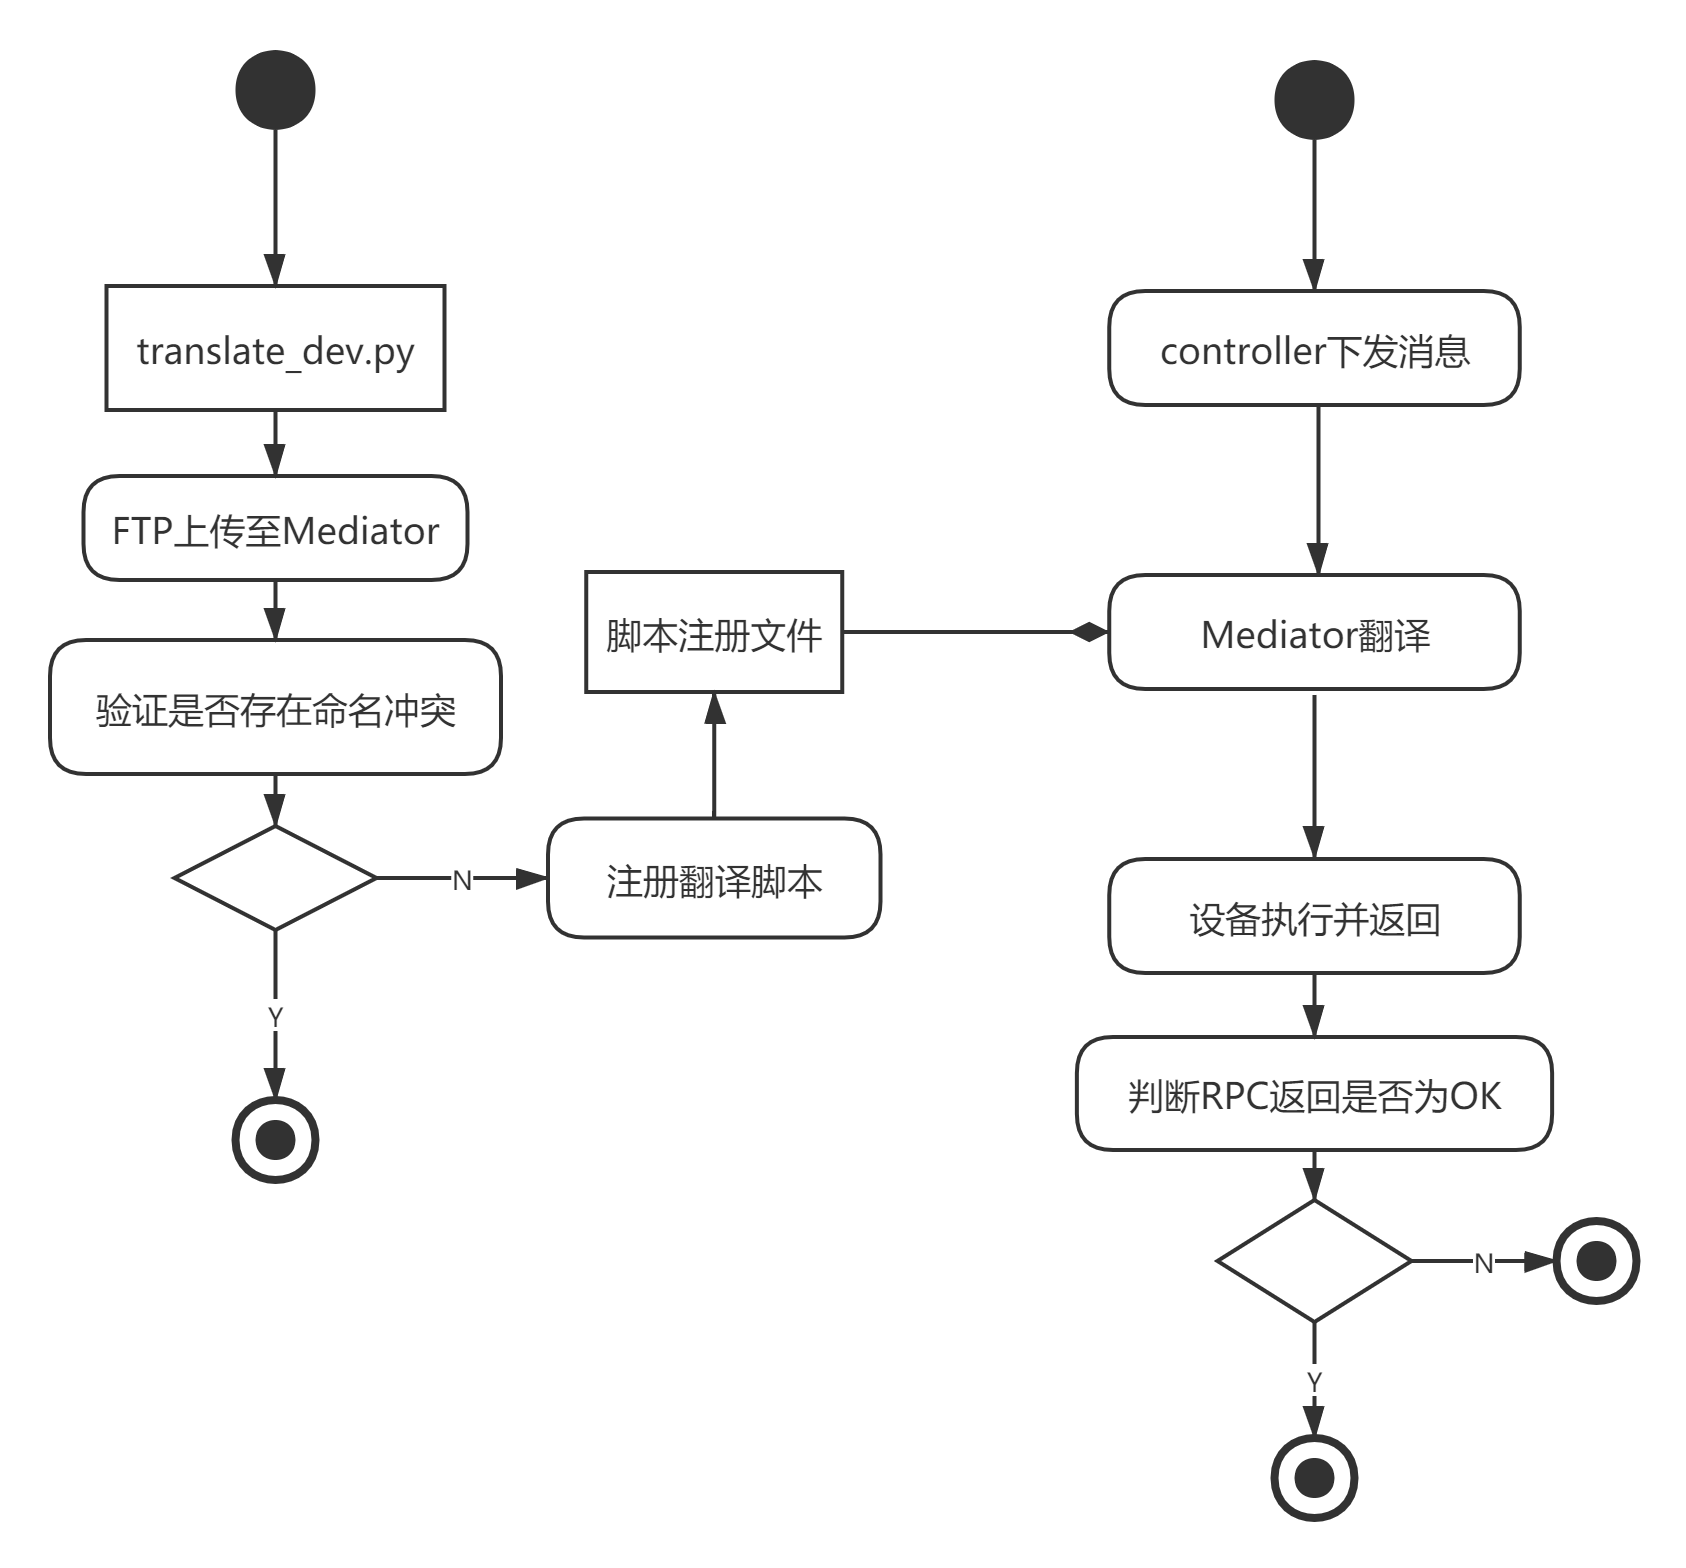 translate_dev.py
FTP上传至Mediator
验证是否存在命名冲突
N
Y
注册翻译脚本
脚本注册文件
controller下发消息
Mediator翻译
设备执行并返回
判断RPC返回是否为OK
N
Y